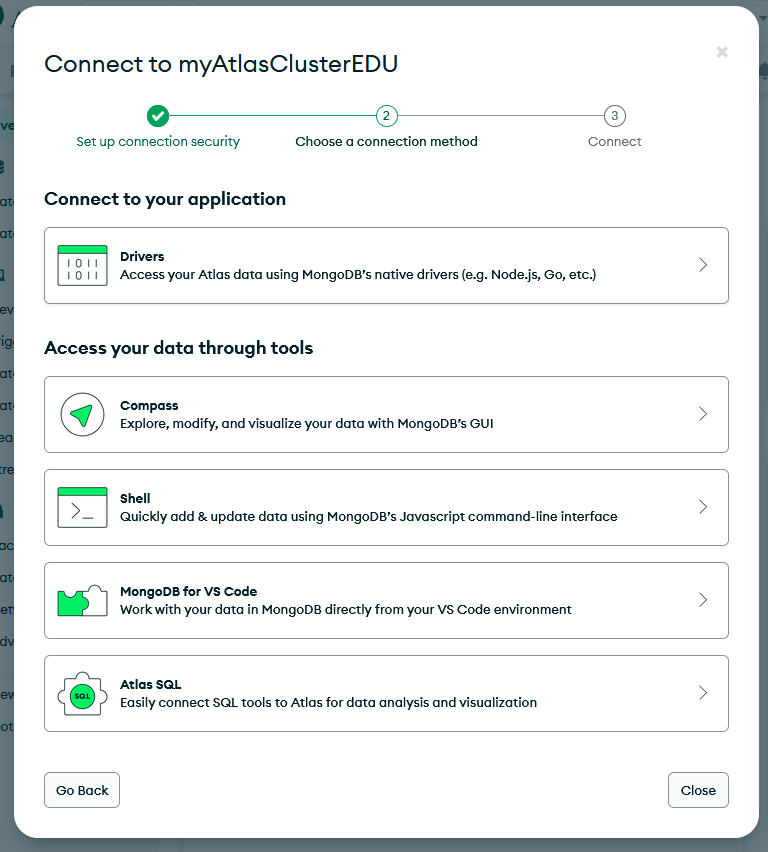 Connect to myAtlasClusterEDU
2
3
Set up connection security
Choose a connection method
Connect
Connect to your application
Drivers
Access your Atlas data using MongoDB's native drivers (e.g. Node.js, Go, etc.)
Access your data through tools
Compass
Explore, modify, and visualize your data with MongoDB's GUI
Shell
Quickly add & update data using MongoDB's Javascript command-line interface
MongoDB for VS Code
Work with your data in MongoDB directly from your VS Code environment
SQL
Atlas SQL
Easily connect SQL tools to Atlas for data analysis and visualization
Go Back
Close